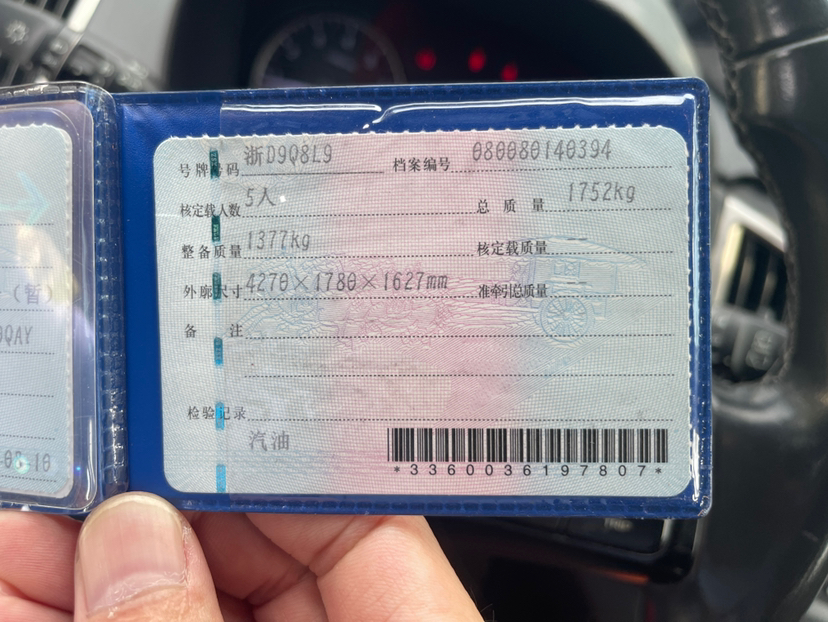 号牌号码 浙D9Q8L9 档案编号 080080140394
核定载人数 5人 总质量 1752kg
整备质量 1377kg 核定载质量 --
外廓尺寸 4270×1780×1627mm 准牵引总质量 --
备注
检验记录
汽油
*3360036197807*
(暂)
9QAY
-08-10